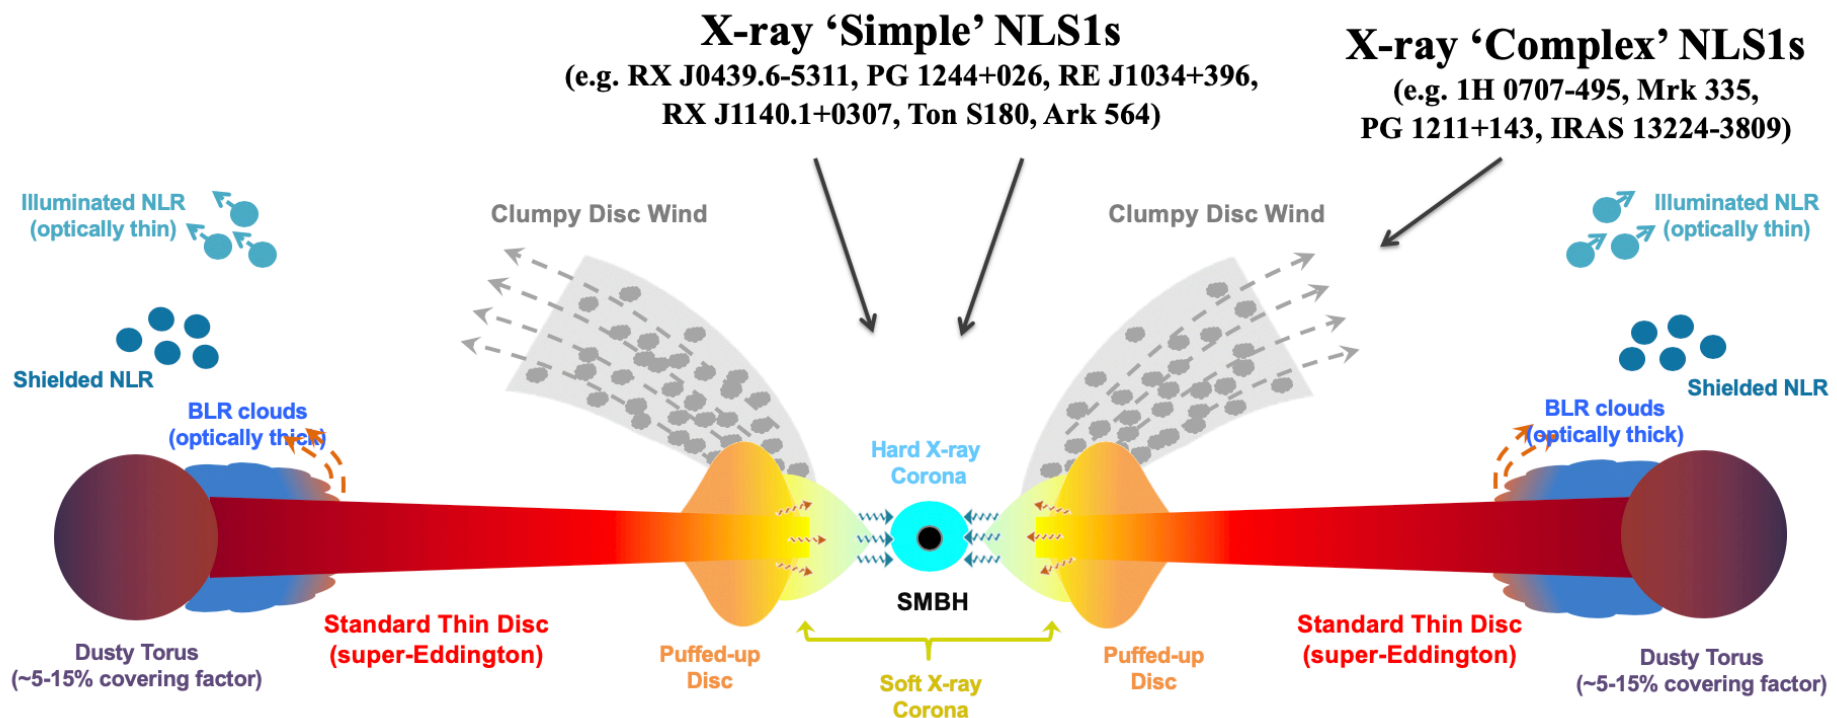 X-ray ‘Simple’ NLS1s
(e.g. RX J0439.6-5311, PG 1244+026, RE J1034+396,
RX J1140.1+0307, Ton S180, Ark 564)
X-ray ‘Complex’ NLS1s
(e.g. 1H 0707-495, Mrk 335,
PG 1211+143, IRAS 13224-3809)
Illuminated NLR
(optically thin)
Clumpy Disc Wind
Clumpy Disc Wind
Illuminated NLR
(optically thin)
Shielded NLR
Shielded NLR
BLR clouds
(optically thick)
Hard X-ray
Corona
BLR clouds
(optically thick)
SMBH
Dusty Torus
(~5-15% covering factor)
Standard Thin Disc
(super-Eddington)
Puffed-up
Disc
Soft X-ray
Corona
Puffed-up
Disc
Standard Thin Disc
(super-Eddington)
Dusty Torus
(~5-15% covering factor)